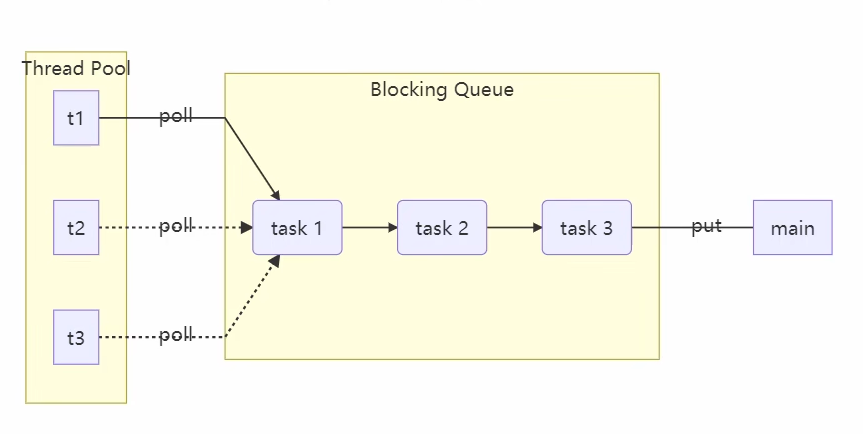 Thread Pool
Blocking Queue
t1
poll
t2
poll
task 1
task 2
task 3
put
main
t3
poll